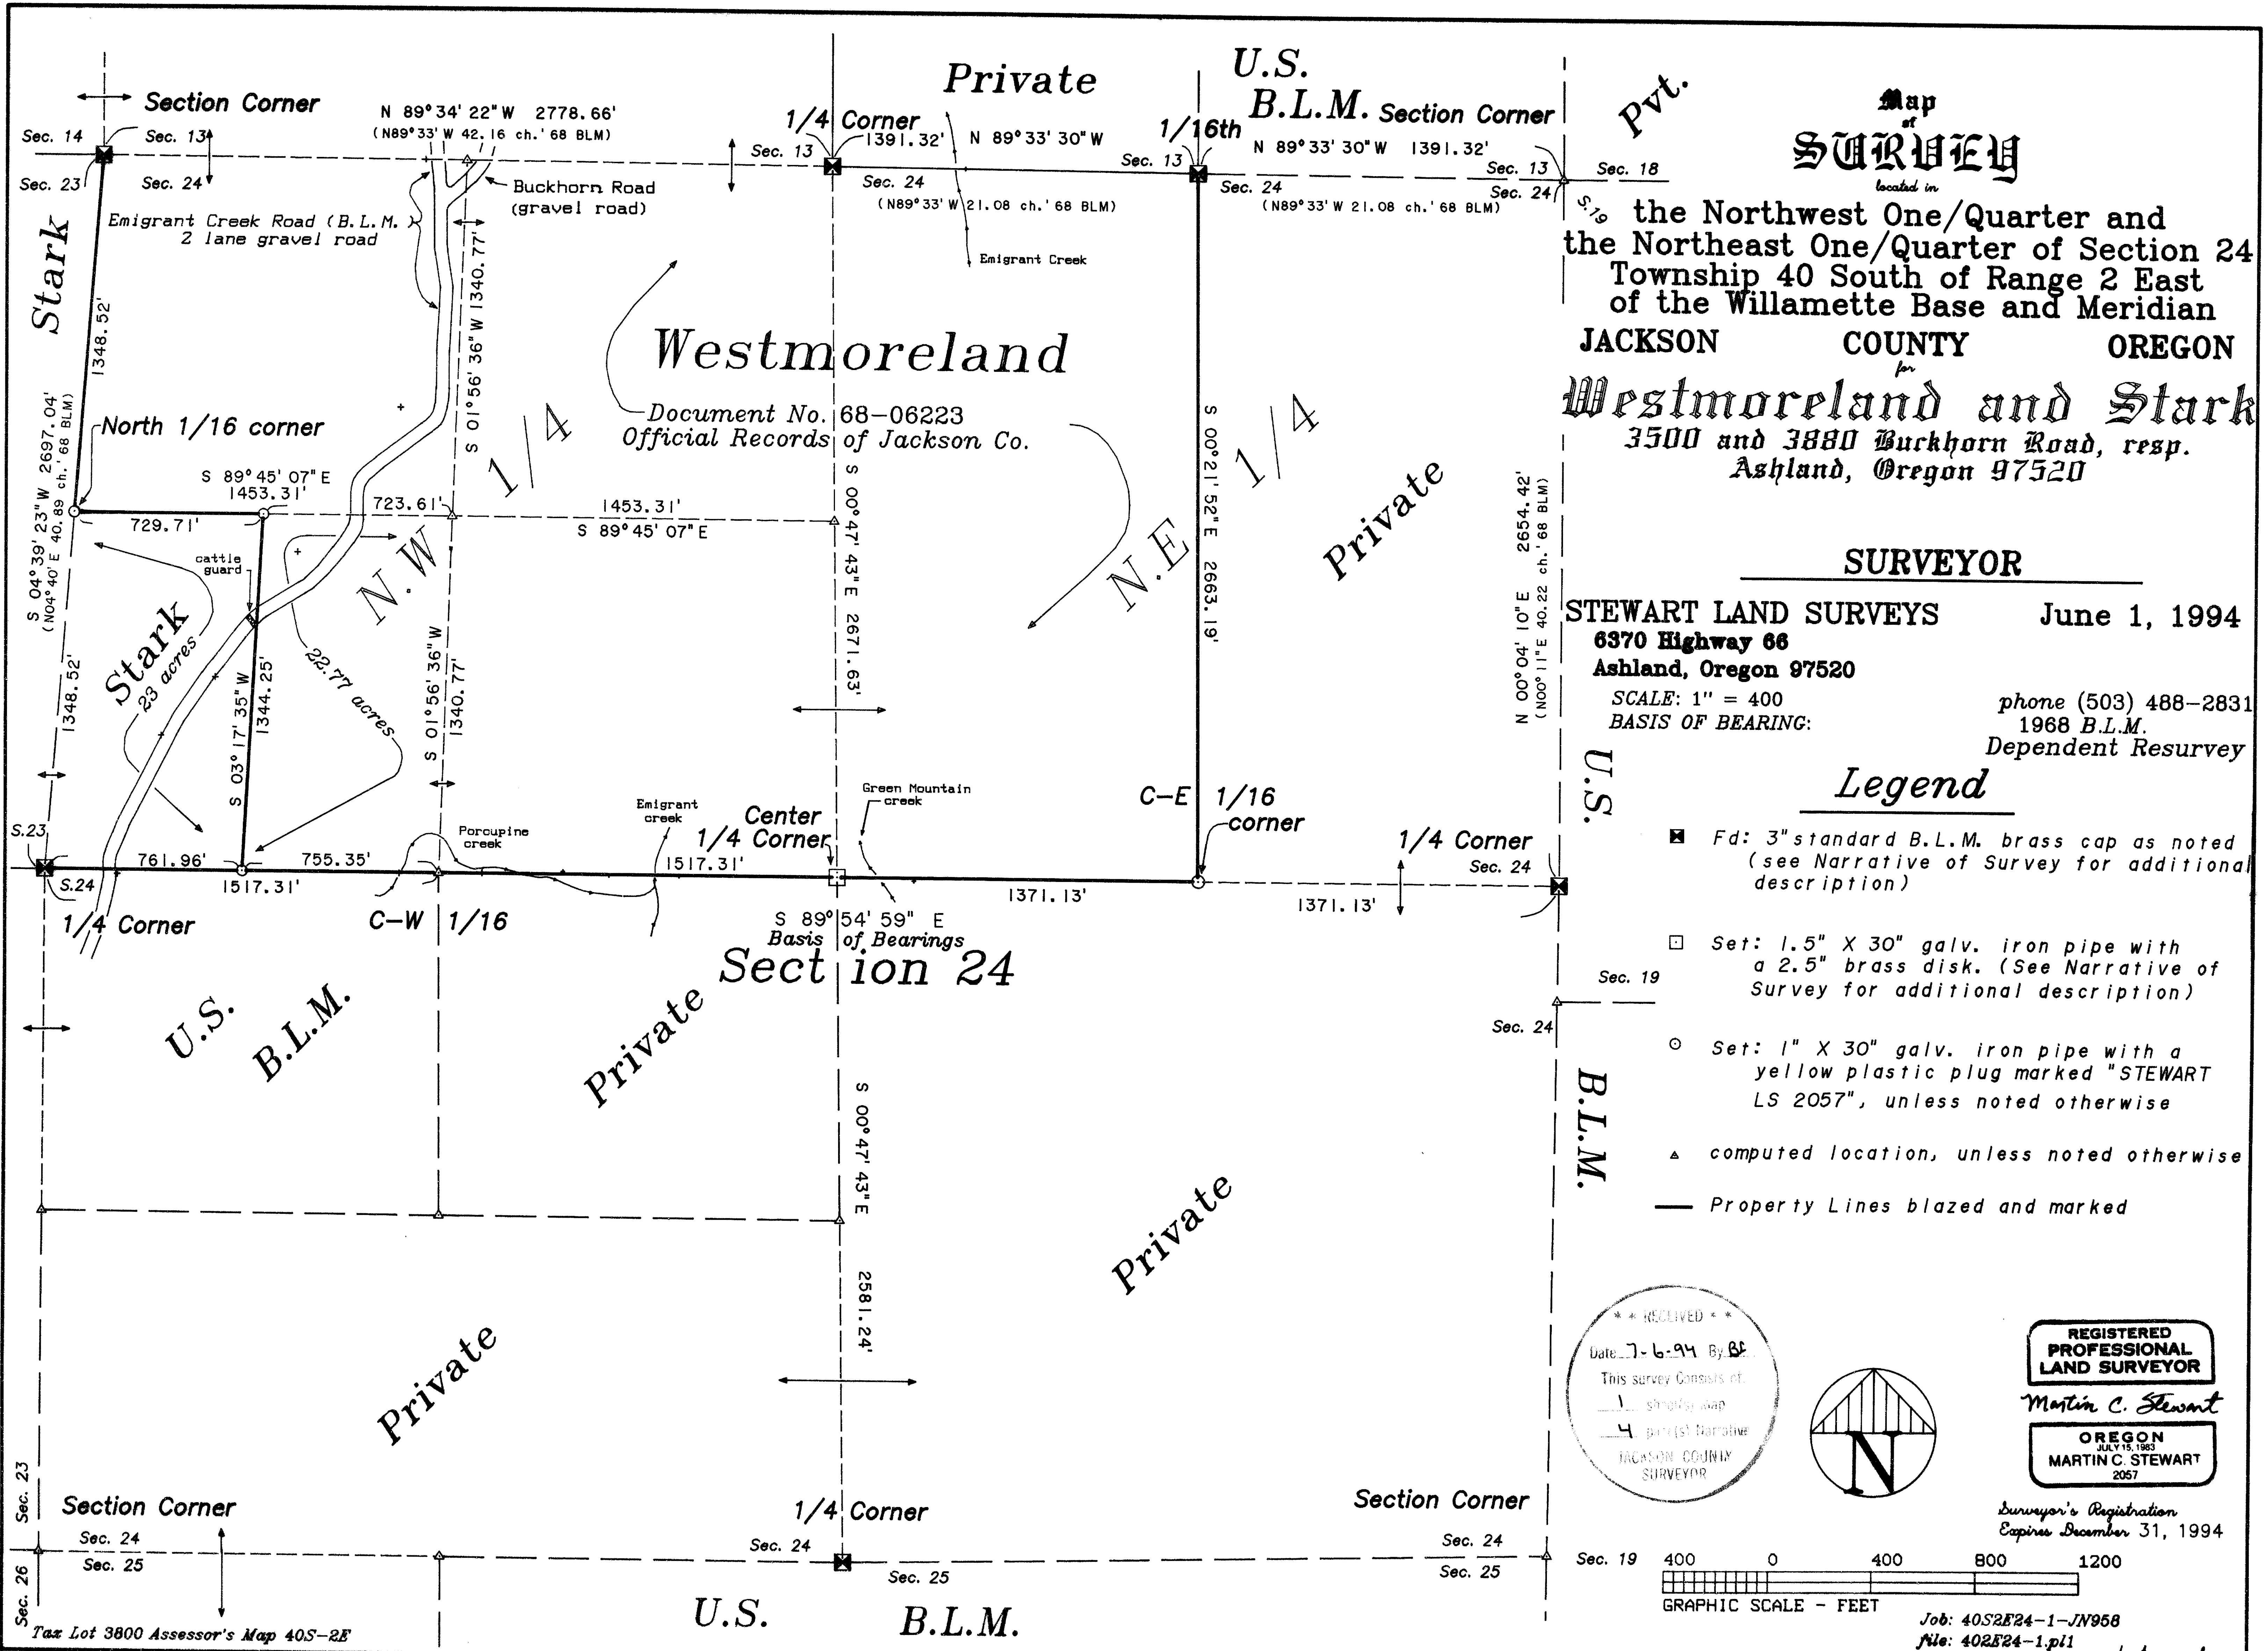 Section Corner
Sec. 14
Sec. 13
Sec. 23
Sec. 24
N 89°34'22"W 2778.66'
(N89°33'W 42.16 ch.'68 BLM)
Buckhorn Road
(gravel road)
Emigrant Creek Road (B.L.M.)
2 lane gravel road
1/4 Corner
Sec. 13
1391.32'
N 89°33'30"W
Sec. 13
Sec. 24
(N89°33'W 21.08 ch.'68 BLM)
Emigrant Creek
Private
U.S.
B.L.M.
1/16th
Section Corner
N 89°33'30"W 1391.32'
Sec. 24
(N89°33'W 21.08 ch.'68 BLM)
Sec. 13
Sec. 24
Sec. 18
S.19
Pvt.
Stark
1348.52'
S 01°56'36"W 1340.77'
Westmoreland
Document No. 68-06223
Official Records of Jackson Co.
North 1/16 corner
S 89°45'07"E
1453.31'
729.71'
723.61'
1453.31'
S 89°45'07"E
S 04°39'23"W 2697.04'
(N04°40'E 40.89 ch.'68 BLM)
1348.52'
cattle
guard
N.W 1/4
N.E 1/4
Stark
23 acres
22.77 acres
S 03°17'35"W
1344.25'
S 01°56'36"W
1340.77'
S 00°47'43"E 2671.63'
S 00°21'52"E 2663.19'
Private
N 00°04'10"E 2654.42'
(N00°11'E 40.22 ch.'68 BLM)
U.S.
B.L.M.
S.23
S.24
1/4 Corner
761.96'
755.35'
1517.31'
C-W 1/16
Porcupine
creek
Emigrant
creek
1517.31'
Center
1/4 Corner
Green Mountain
creek
S 89°54'59" E
Basis of Bearings
Section 24
1371.13'
C-E 1/16
corner
1371.13'
1/4 Corner
Sec. 24
Sec. 19
Sec. 24
U.S.
B.L.M.
Private
S 00°47'43"E 2581.24'
Private
Private
Sec. 23
Sec. 26
Section Corner
Sec. 24
Sec. 25
1/4 Corner
Sec. 24
Sec. 25
Section Corner
Sec. 24
Sec. 25
Sec. 19
U.S. B.L.M.
Tax Lot 3800 Assessor's Map 40S-2E
Map
of
SURVEY
located in
the Northwest One/Quarter and
the Northeast One/Quarter of Section 24
Township 40 South of Range 2 East
of the Willamette Base and Meridian
JACKSON COUNTY OREGON
for
Westmoreland and Stark
3500 and 3880 Buckhorn Road, resp.
Ashland, Oregon 97520
SURVEYOR
STEWART LAND SURVEYS June 1, 1994
6370 Highway 66
Ashland, Oregon 97520
SCALE: 1" = 400 phone (503) 488-2831
BASIS OF BEARING: 1968 B.L.M.
Dependent Resurvey
Legend
Fd: 3" standard B.L.M. brass cap as noted
(see Narrative of Survey for additional
description)
Set: 1.5" X 30" galv. iron pipe with
a 2.5" brass disk. (See Narrative of
Survey for additional description)
Set: 1" X 30" galv. iron pipe with a
yellow plastic plug marked "STEWART
LS 2057", unless noted otherwise
computed location, unless noted otherwise
Property Lines blazed and marked
* * RECEIVED * *
Date 7-6-94 By
This survey Consists of
1 map
4 Narrative
JACKSON COUNTY
SURVEYOR
N
REGISTERED
PROFESSIONAL
LAND SURVEYOR
Martin C. Stewart
OREGON
JULY 15, 1983
MARTIN C. STEWART
2057
Surveyor's Registration
Expires December 31, 1994
400 0 400 800 1200
GRAPHIC SCALE - FEET
Job: 40S2E24-1-JN958
file: 402E24-1.pl1